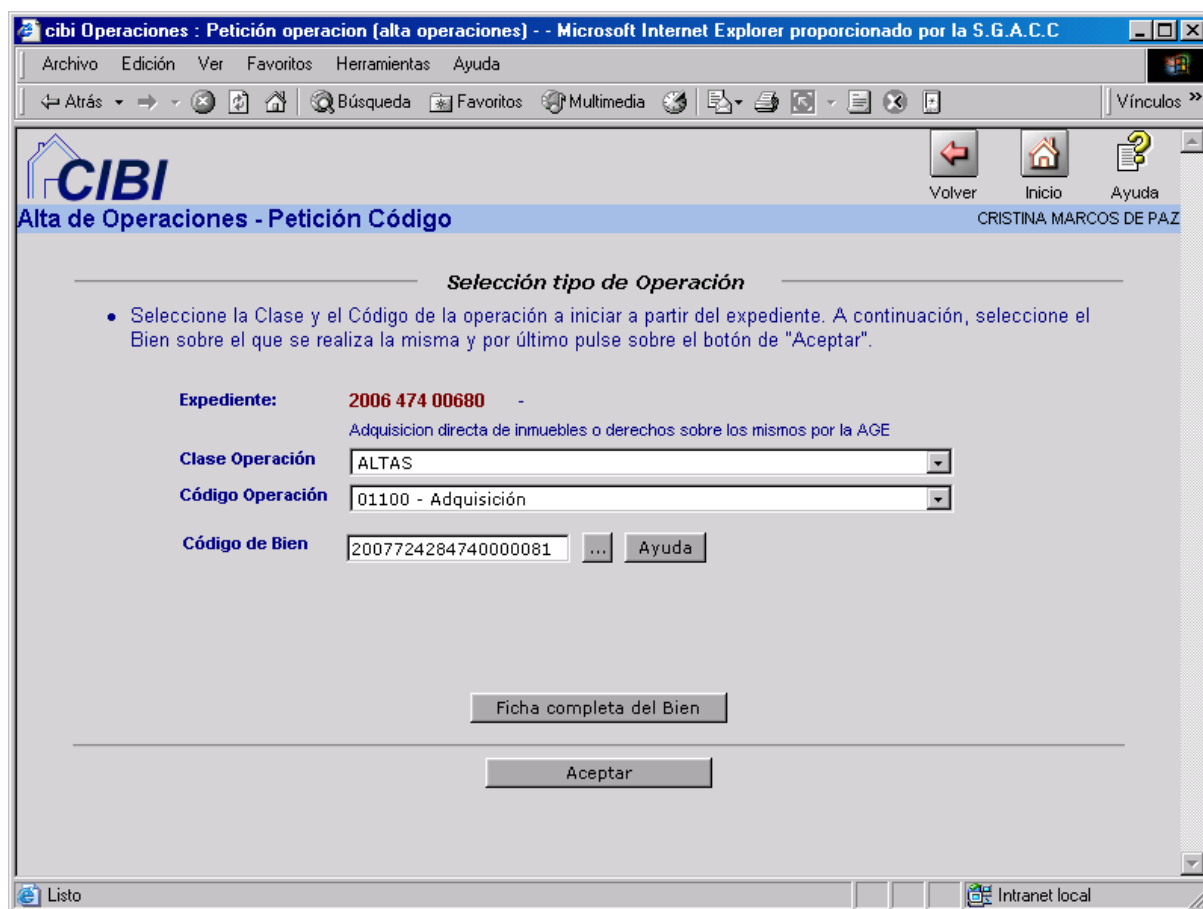 cibi Operaciones : Petición operacion (alta operaciones) - - Microsoft Internet Explorer proporcionado por la S.G.A.C.C
Archivo Edición Ver Favoritos Herramientas Ayuda
Atrás Búsqueda Favoritos Multimedia Vínculos »
CIBI
Volver Inicio Ayuda
Alta de Operaciones - Petición Código CRISTINA MARCOS DE PAZ
Selección tipo de Operación
• Seleccione la Clase y el Código de la operación a iniciar a partir del expediente. A continuación, seleccione el
Bien sobre el que se realiza la misma y por último pulse sobre el botón de "Aceptar".
Expediente: 2006 474 00680 -
Adquisicion directa de inmuebles o derechos sobre los mismos por la AGE
Clase Operación ALTAS
Código Operación 01100 - Adquisición
Código de Bien 2007724284740000081 ... Ayuda
Ficha completa del Bien
Aceptar
Listo Intranet local